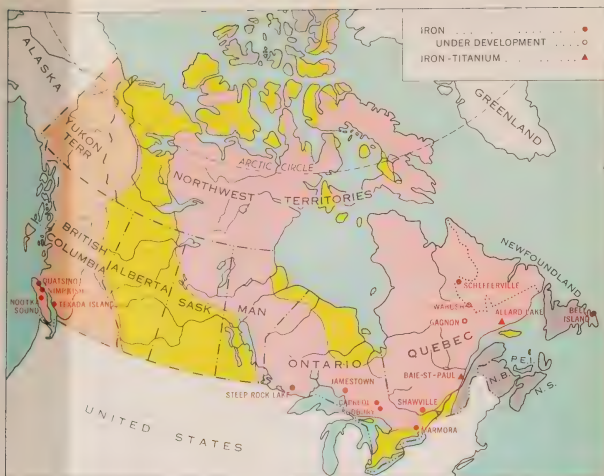 IRON
UNDER DEVELOPMENT
IRON-TITANIUM
ALASKA
GREENLAND
YUKON
TERR
ARCTIC CIRCLE
NORTHWEST TERRITORIES
BRITISH
COLUMBIA
ALBERTA
SASK
MAN
ONTARIO
QUEBEC
NEWFOUNDLAND
QUATSINO
NOOTKA
SOUND
TEXADA ISLAND
SCHEFFERVILLE
GAGNON
ALLARD LAKE
BELL
ISLAND
P.E.I.
N.B.
N.S.
BAIE-ST-PAUL
STEEP ROCK LAKE
JAMESTOWN
SUDBURY
SHAWVILLE
MARMORA
UNITED STATES